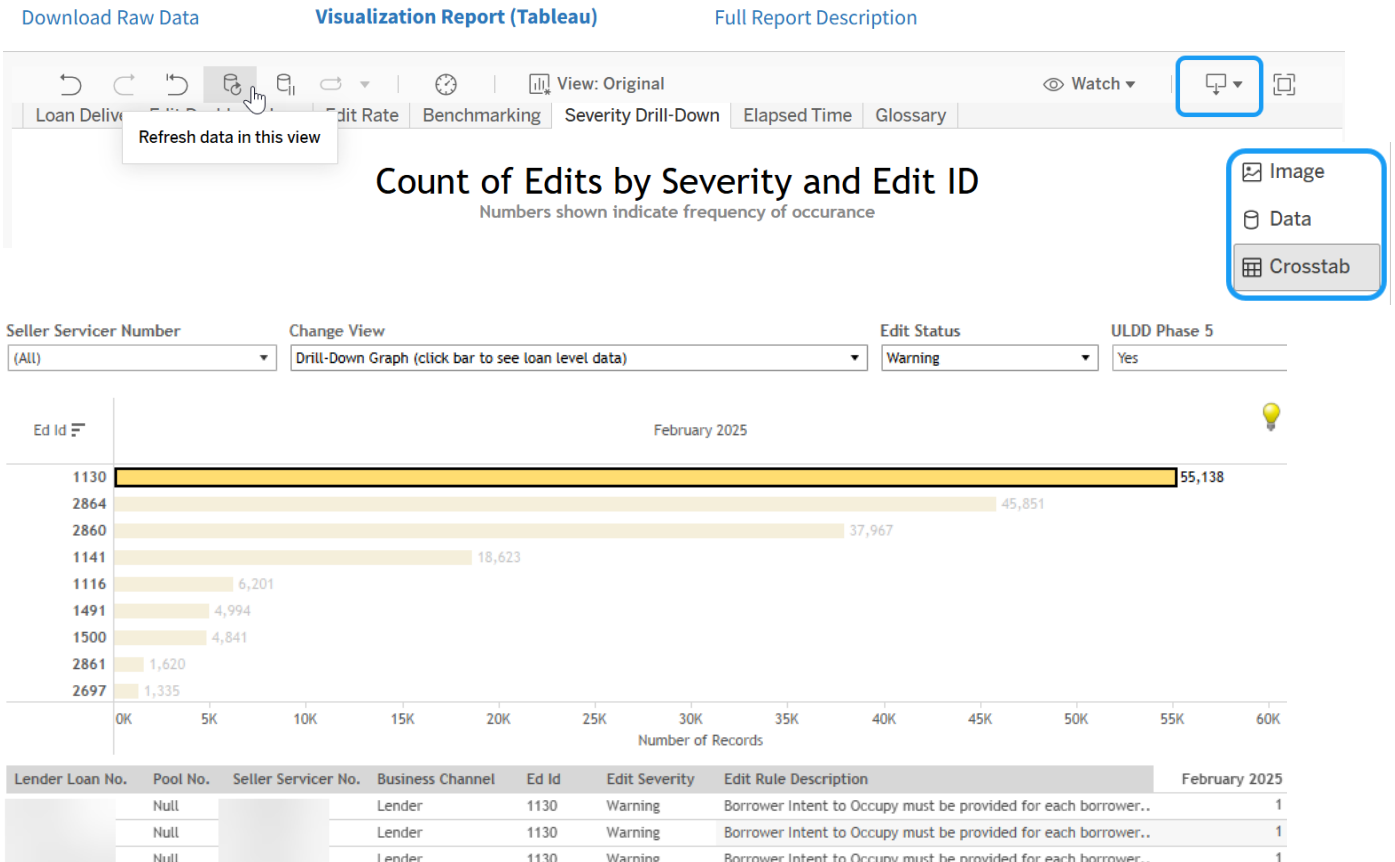 Download Raw Data Visualization Report (Tableau) Full Report Description
View: Original Watch
Loan Edit Rate Benchmarking Severity Drill-Down Elapsed Time Glossary
Refresh data in this view
Count of Edits by Severity and Edit ID
Numbers shown indicate frequency of occurance
Image
Data
Crosstab
Seller Servicer Number Change View Edit Status ULDD Phase 5
(All) Drill-Down Graph (click bar to see loan level data) Warning Yes
Ed Id February 2025
1130 55,138
2864 45,851
2860 37,967
1141 18,623
1116 6,201
1491 4,994
1500 4,841
2861 1,620
2697 1,335
0K 5K 10K 15K 20K 25K 30K 35K 40K 45K 50K 55K 60K
Number of Records
Lender Loan No. Pool No. Seller Servicer No. Business Channel Ed Id Edit Severity Edit Rule Description February 2025
Null Lender 1130 Warning Borrower Intent to Occupy must be provided for each borrower.. 1
Null Lender 1130 Warning Borrower Intent to Occupy must be provided for each borrower.. 1
Null Lender 1130 Warning Borrower Intent to Occupy must be provided for each borrower.. 1